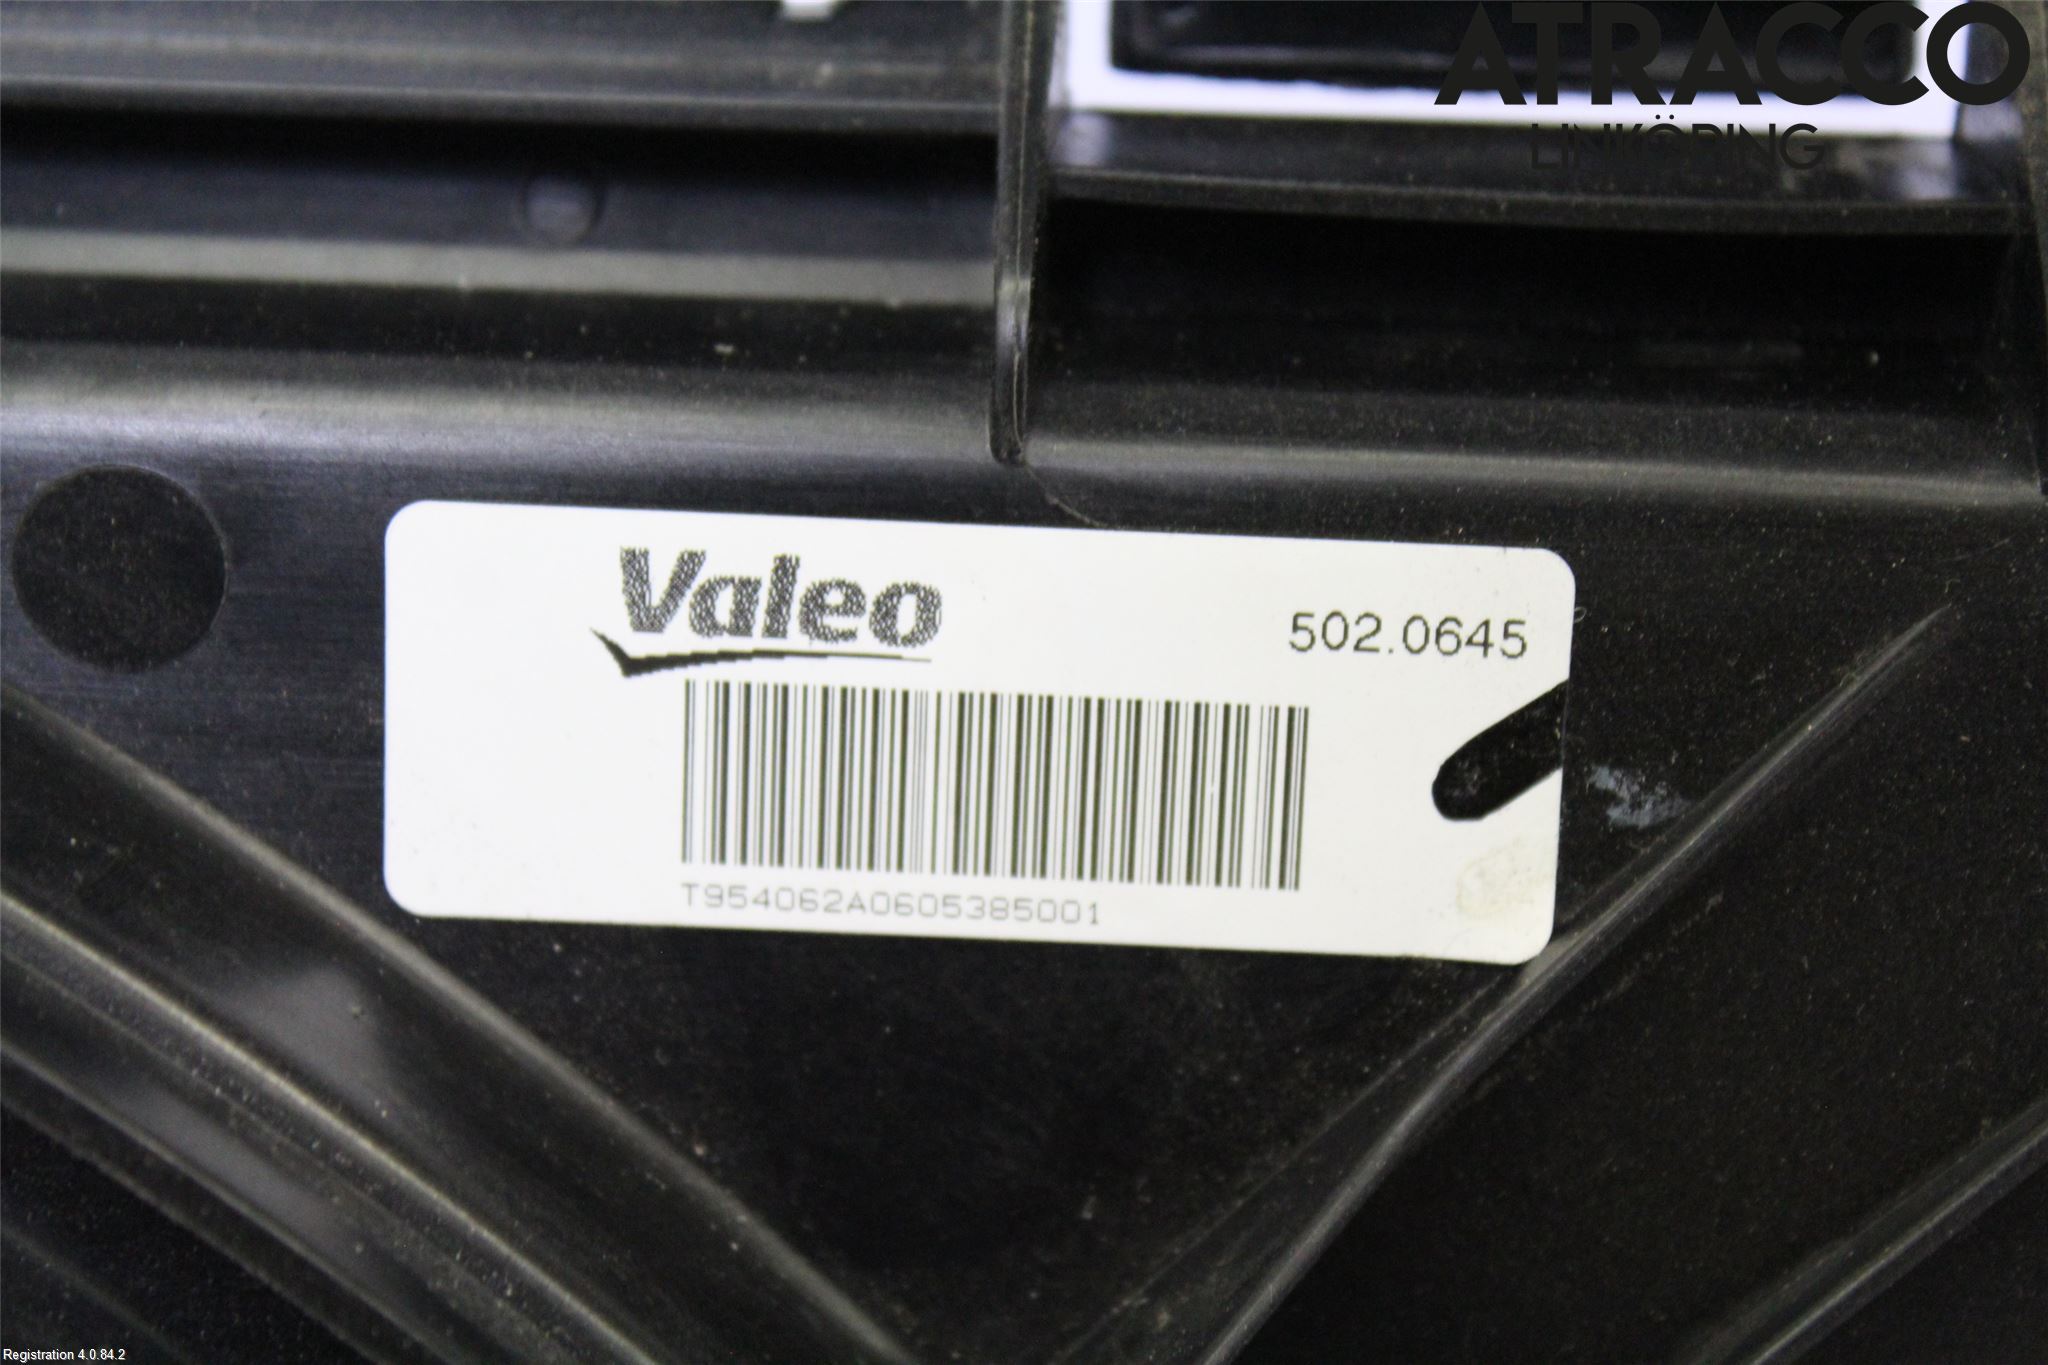 ATRACCO
LINKÖPING
Valeo
502.0645
T954062A0605385001
Registration 4.0.84.2